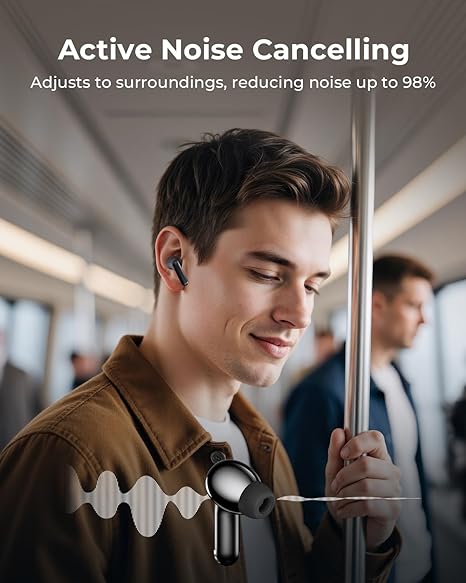 Active Noise Cancelling
Adjusts to surroundings, reducing noise up to 98%